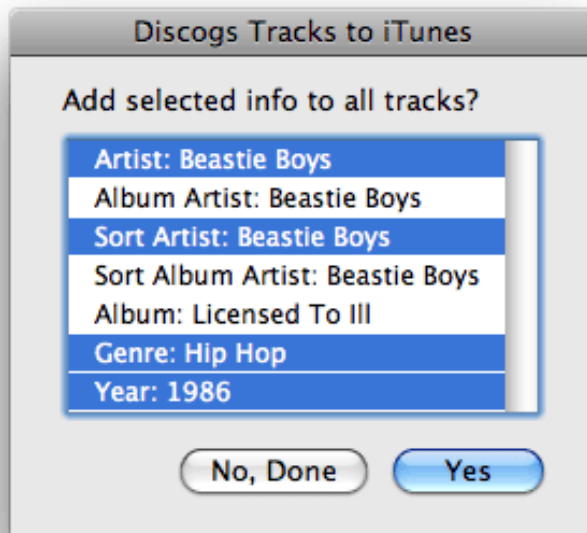 Discogs Tracks to iTunes
Add selected info to all tracks?
Artist: Beastie Boys
Album Artist: Beastie Boys
Sort Artist: Beastie Boys
Sort Album Artist: Beastie Boys
Album: Licensed To Ill
Genre: Hip Hop
Year: 1986
No, Done
Yes